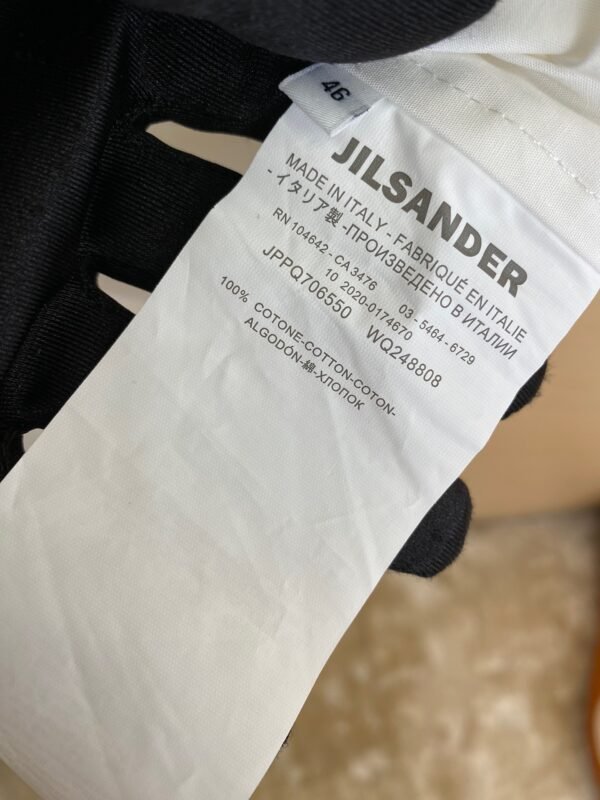 46
JILSANDER
MADE IN ITALY - FABRIQUÉ EN ITALIE
- イタリア製 -ПРОИЗВЕДЕНО В ИТАЛИИ
RN 104642 - CA 3476 03 - 5464 - 6729
10 2020-0174670
JPPQ706550 WQ248808
100% COTONE-COTTON-COTON-
ALGODÓN-綿-ХЛОПОК